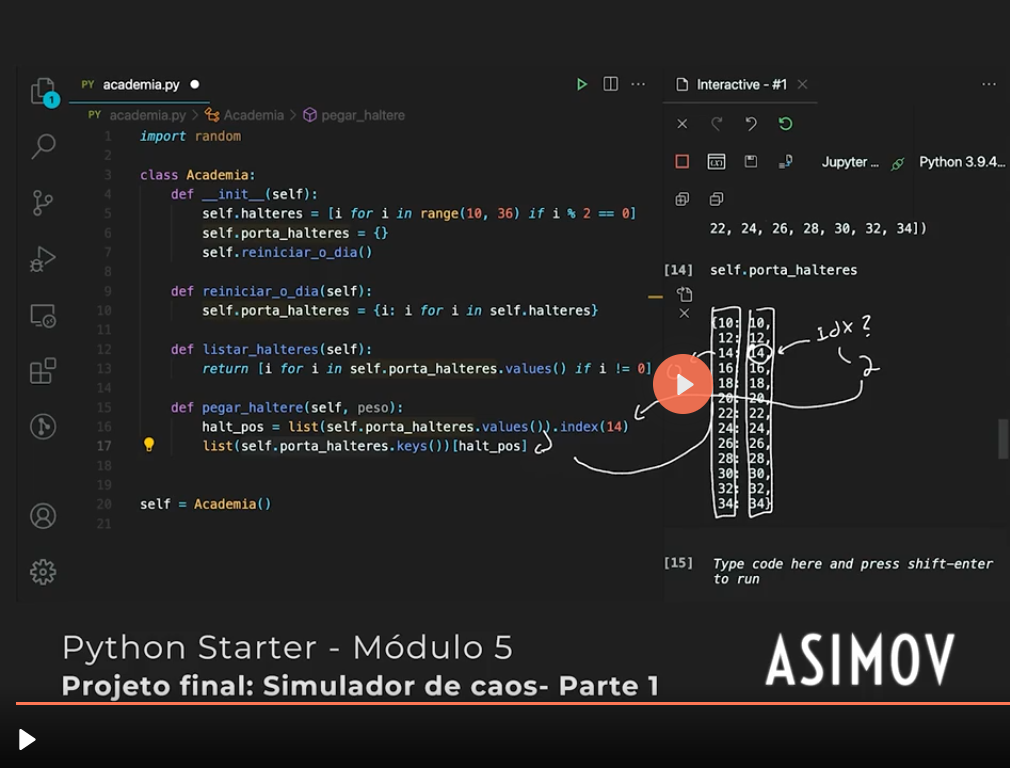 PY academia.py
Interactive - #1
1
PY academia.py > Academia > pegar_haltere
1 import random
2
3 class Academia:
4 def __init__(self):
5 self.halteres = [i for i in range(10, 36) if i % 2 == 0]
6 self.porta_halteres = {}
7 self.reiniciar_o_dia()
8
9 def reiniciar_o_dia(self):
10 self.porta_halteres = {i: i for i in self.halteres}
11
12 def listar_halteres(self):
13 return [i for i in self.porta_halteres.values() if i != 0]
14
15 def pegar_haltere(self, peso):
16 halt_pos = list(self.porta_halteres.values()).index(14)
17 list(self.porta_halteres.keys())[halt_pos]
18
19
20 self = Academia()
21
Jupyter ... Python 3.9.4...
22, 24, 26, 28, 30, 32, 34])
[14] self.porta_halteres
{10: 10,
12: 12,
14: 14,
16: 16,
18: 18,
20: 20,
22: 22,
24: 24,
26: 26,
28: 28,
30: 30,
32: 32,
34: 34}
idx?
2
[15] Type code here and press shift-enter
to run
Python Starter - Módulo 5
Projeto final: Simulador de caos- Parte 1
ASIMOV